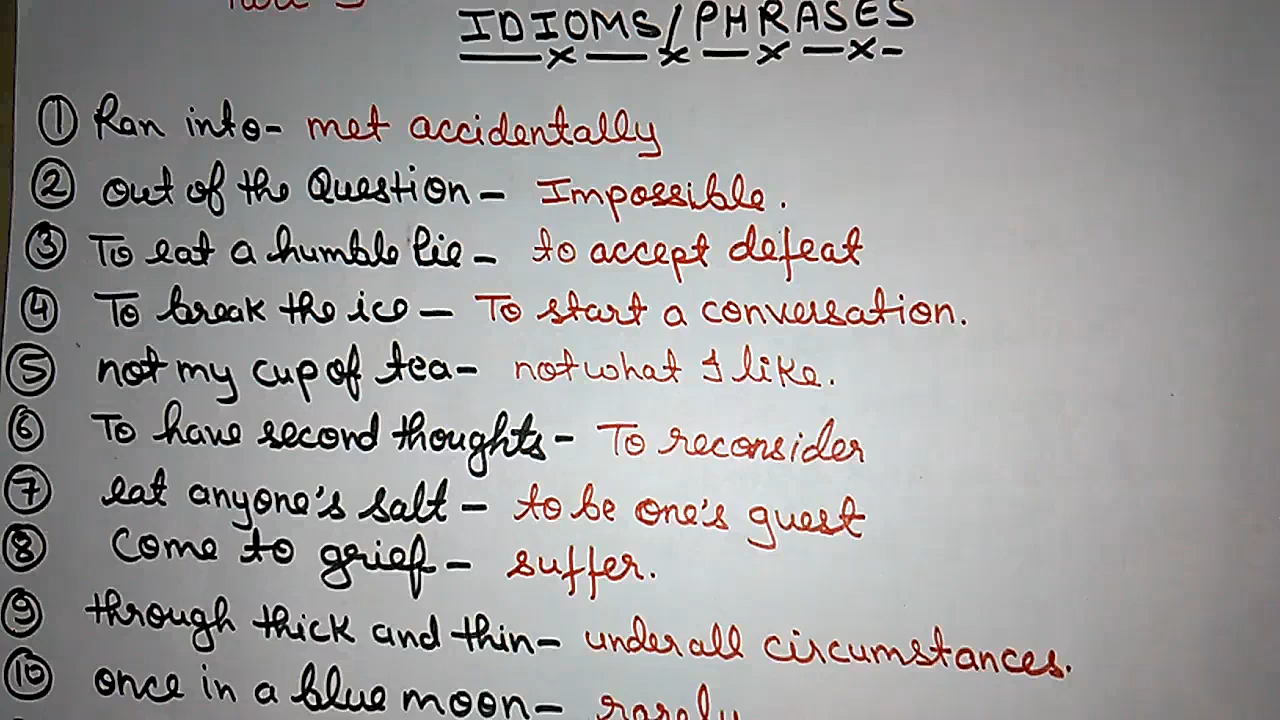 IDIOMS/PHRASES
① Ran into- met accidentally
② out of the Question- Impossible.
③ To eat a humble pie- to accept defeat
④ To break the ice- To start a conversation.
⑤ not my cup of tea- not what I like.
⑥ To have second thoughts- To reconsider
⑦ eat anyone's salt- to be one's guest
⑧ Come to grief- suffer.
⑨ through thick and thin- under all circumstances.
⑩ once in a blue moon- rarely